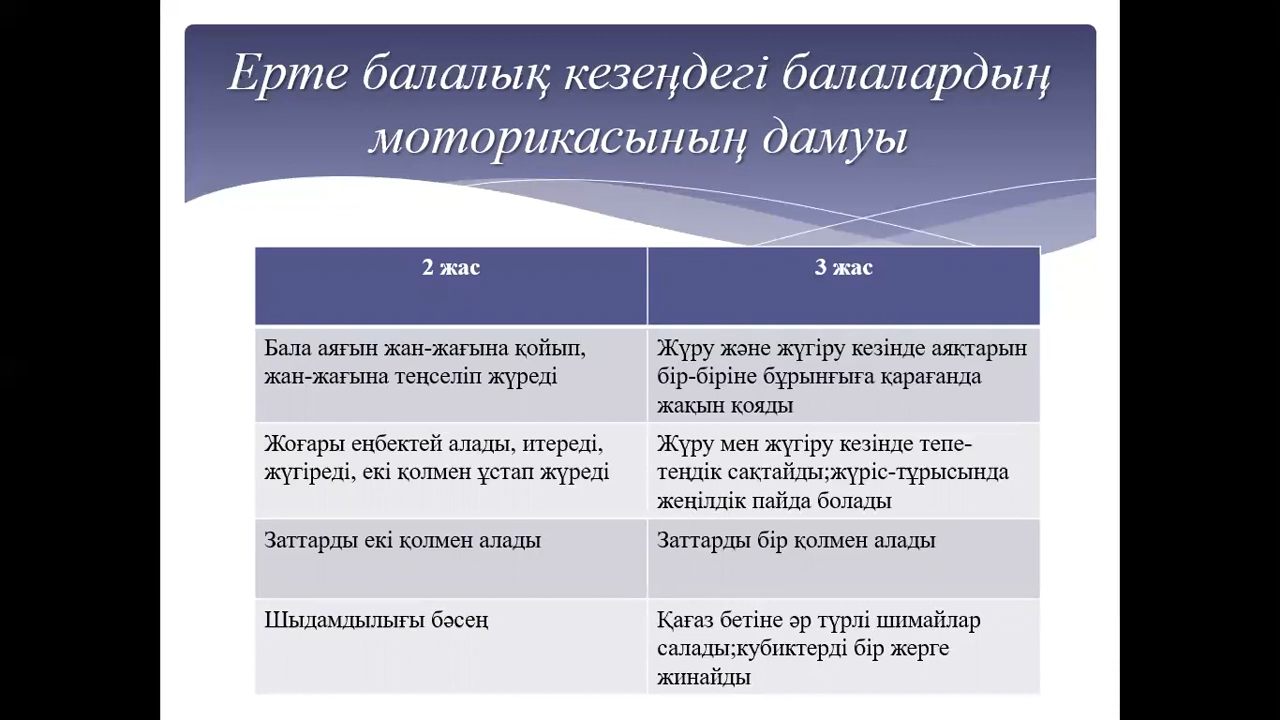 Ерте балалық кезеңдегі балалардың
моторикасының дамуы
2 жас
3 жас
Бала аяғын жан-жағына қойып,
жан-жағына теңселіп жүреді
Жүру және жүгіру кезінде аяқтарын
бір-біріне бұрынғыға қарағанда
жақын қояды
Жоғары еңбектей алады, итереді,
жүгіреді, екі қолмен ұстап жүреді
Жүру мен жүгіру кезінде тепе-
теңдік сақтайды;жүріс-тұрысында
жеңілдік пайда болады
Заттарды екі қолмен алады
Заттарды бір қолмен алады
Шыдамдылығы бәсең
Қағаз бетіне әр түрлі шимайлар
салады;кубиктерді бір жерге
жинайды